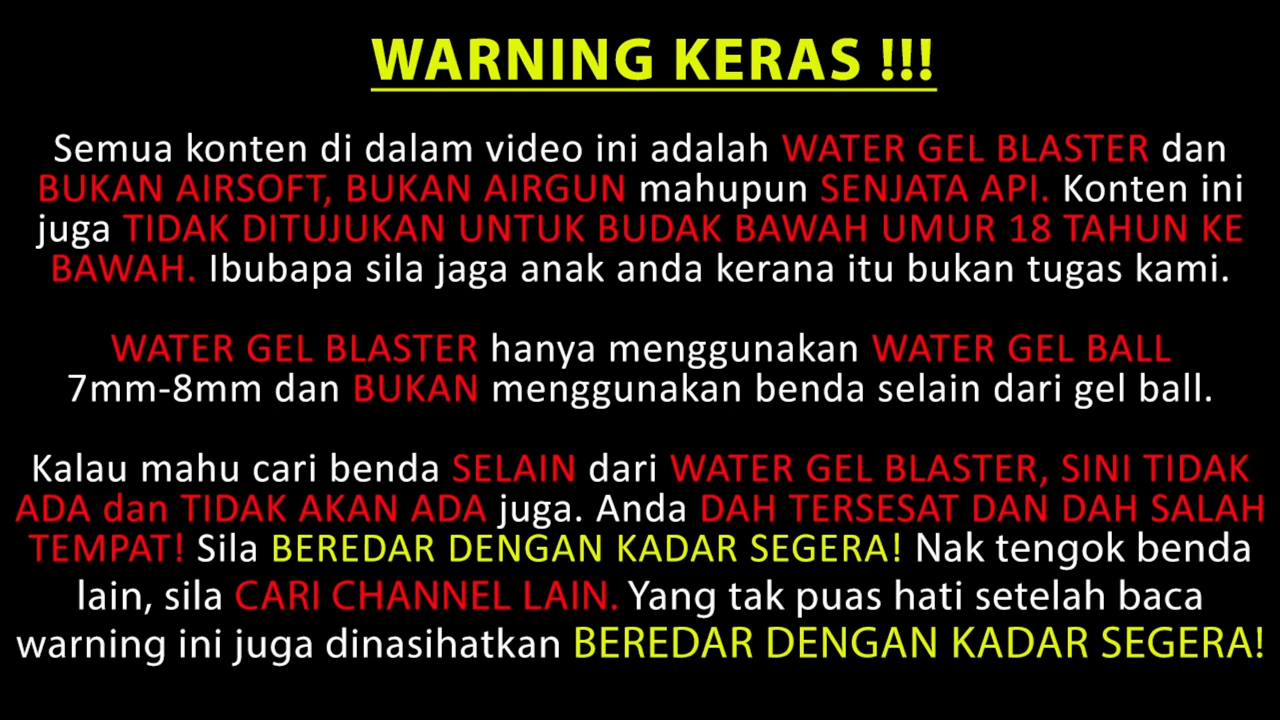 WARNING KERAS !!!
Semua konten di dalam video ini adalah WATER GEL BLASTER dan
BUKAN AIRSOFT, BUKAN AIRGUN mahupun SENJATA API. Konten ini
juga TIDAK DITUJUKAN UNTUK BUDAK BAWAH UMUR 18 TAHUN KE
BAWAH. Ibubapa sila jaga anak anda kerana itu bukan tugas kami.
WATER GEL BLASTER hanya menggunakan WATER GEL BALL
7mm-8mm dan BUKAN menggunakan benda selain dari gel ball.
Kalau mahu cari benda SELAIN dari WATER GEL BLASTER, SINI TIDAK
ADA dan TIDAK AKAN ADA juga. Anda DAH TERSESAT DAN DAH SALAH
TEMPAT! Sila BEREDAR DENGAN KADAR SEGERA! Nak tengok benda
lain, sila CARI CHANNEL LAIN. Yang tak puas hati setelah baca
warning ini juga dinasihatkan BEREDAR DENGAN KADAR SEGERA!